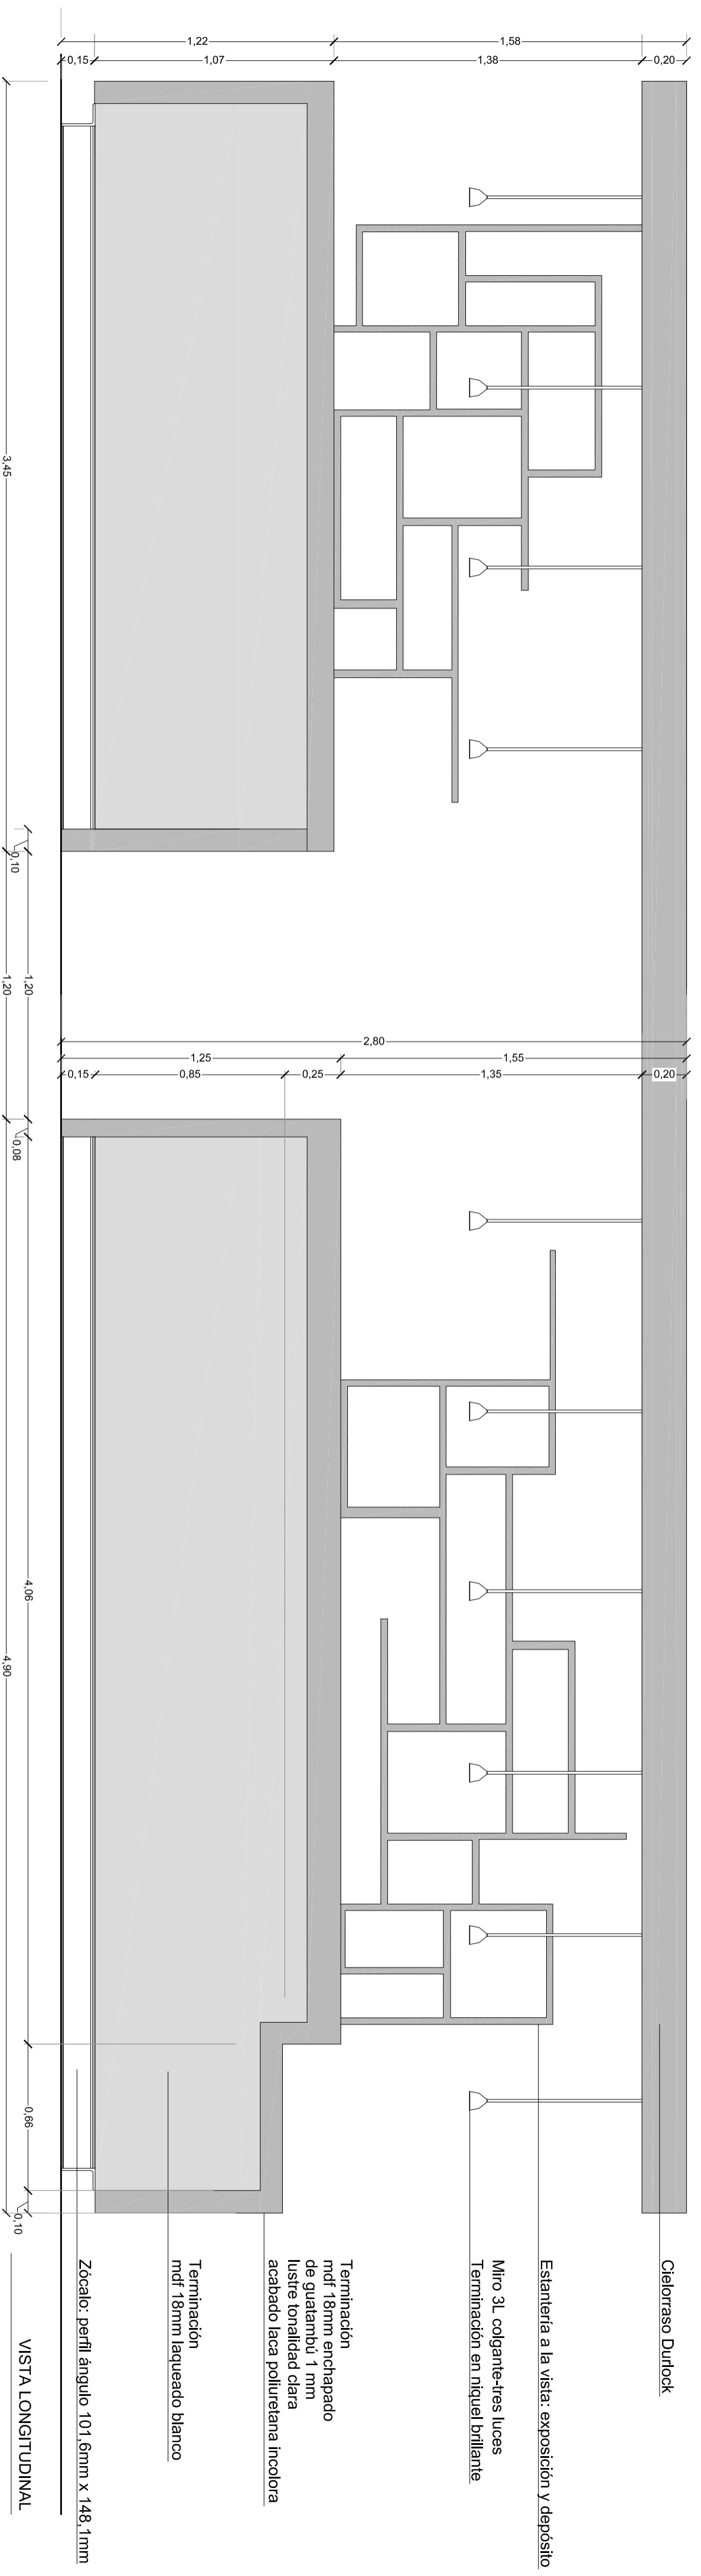 1,22
1,58
0,15
1,07
1,38
0,20
3,45
0,10
1,20
1,20
2,80
1,25
1,55
0,15
0,85
0,25
1,35
0,20
0,08
4,06
4,90
0,66
0,10
Cielorraso Durlock
Estantería a la vista: exposición y depósito
Miro 3L colgante-tres luces
Terminación en niquel brillante
Terminación
mdf 18mm enchapado
de guatambú 1 mm
lustre tonalidad clara
acabado laca poliuretana incolora
Terminación
mdf 18mm laqueado blanco
Zócalo: perfil ángulo 101,6mm x 148,1mm
VISTA LONGITUDINAL